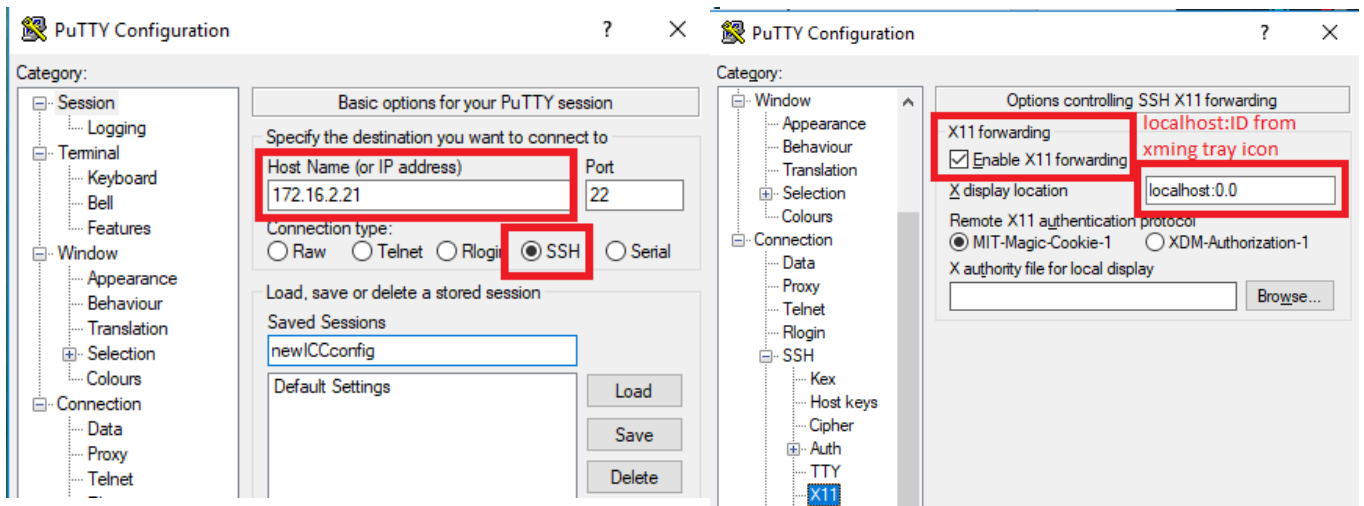 PuTTY Configuration ? ×
Category:
Session
Logging
Terminal
Keyboard
Bell
Features
Window
Appearance
Behaviour
Translation
Selection
Colours
Connection
Data
Proxy
Telnet
Basic options for your PuTTY session
Specify the destination you want to connect to
Host Name (or IP address) Port
172.16.2.21 22
Connection type:
Raw Telnet Rlogin SSH Serial
Load, save or delete a stored session
Saved Sessions
newICCconfig
Default Settings
Load
Save
Delete
PuTTY Configuration ? ×
Category:
Window
Appearance
Behaviour
Translation
Selection
Colours
Connection
Data
Proxy
Telnet
Rlogin
SSH
Kex
Host keys
Cipher
Auth
TTY
X11
Options controlling SSH X11 forwarding
X11 forwarding
localhost:ID from
xming tray icon
Enable X11 forwarding
X display location localhost:0.0
Remote X11 authentication protocol
MIT-Magic-Cookie-1 XDM-Authorization-1
X authority file for local display
Browse...